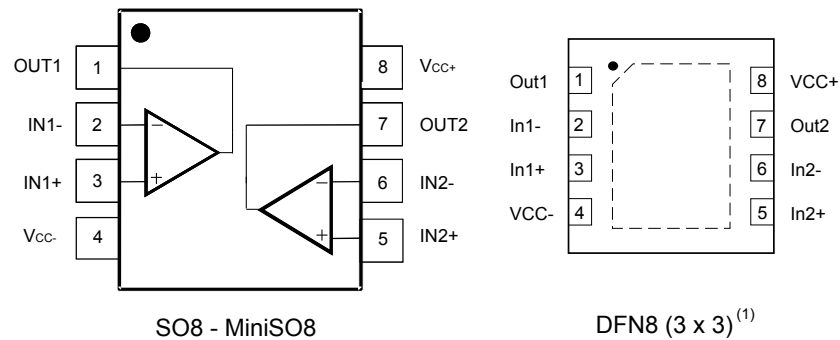 OUT1 1 8 VCC+
IN1- 2 − 7 OUT2
IN1+ 3 + − 6 IN2-
VCC- 4 + 5 IN2+
SO8 - MiniSO8
Out1 1 8 VCC+
In1- 2 7 Out2
In1+ 3 6 In2-
VCC- 4 5 In2+
DFN8 (3 x 3)(1)